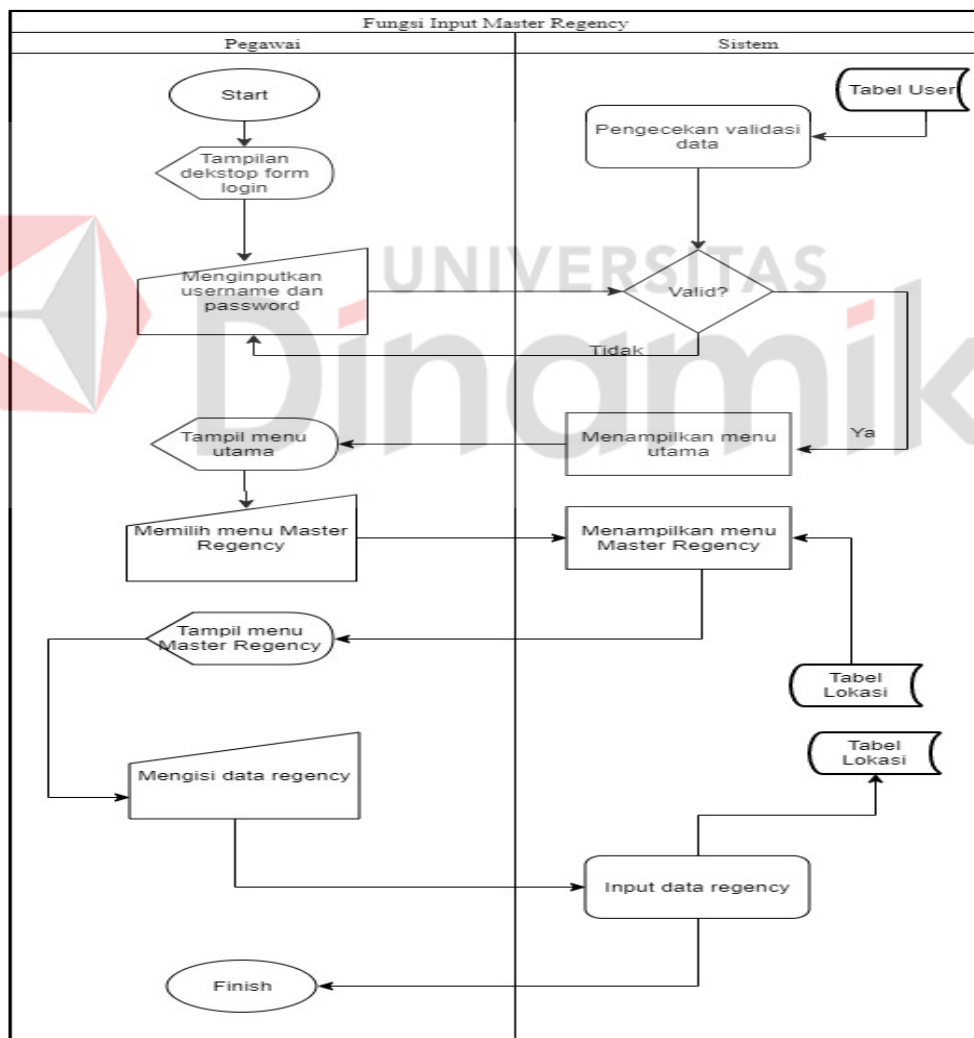 Fungsi Input Master Regency
Pegawai
Sistem
Start
Tabel User
Pengecekan validasi
data
Tampilan
dekstop form
login
UNIVERSITAS
Dinamik
Menginputkan
username dan
password
Valid?
Tidak
Ya
Tampil menu
utama
Menampilkan menu
utama
Memilih menu Master
Regency
Menampilkan menu
Master Regency
Tampil menu
Master Regency
Tabel
Lokasi
Tabel
Lokasi
Mengisi data regency
Input data regency
Finish